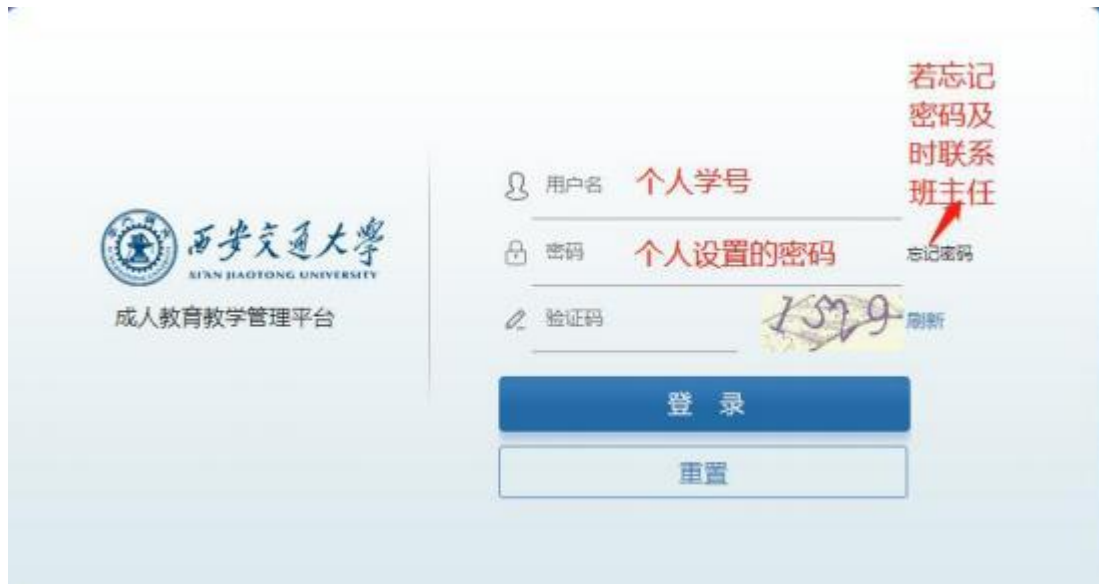 若忘记
密码及
时联系
班主任
用户名 个人学号
西安交通大學
XI'AN JIAOTONG UNIVERSITY
成人教育教学管理平台
密码 个人设置的密码 忘记密码
验证码 1579 刷新
登 录
重置